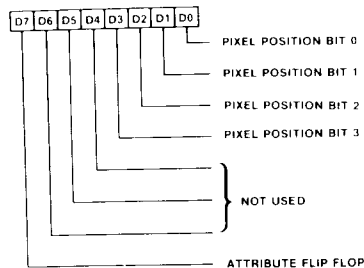 D7 D6 D5 D4 D3 D2 D1 D0
PIXEL POSITION BIT 0
PIXEL POSITION BIT 1
PIXEL POSITION BIT 2
PIXEL POSITION BIT 3
NOT USED
ATTRIBUTE FLIP FLOP